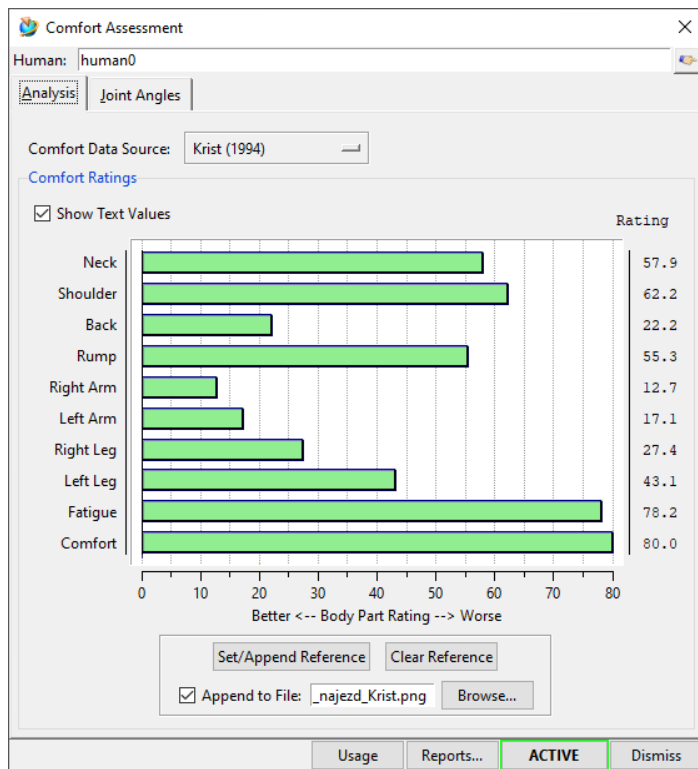 Comfort Assessment
Human: human0
Analysis Joint Angles
Comfort Data Source: Krist (1994)
Comfort Ratings
Show Text Values
Rating
Neck 57.9
Shoulder 62.2
Back 22.2
Rump 55.3
Right Arm 12.7
Left Arm 17.1
Right Leg 27.4
Left Leg 43.1
Fatigue 78.2
Comfort 80.0
0 10 20 30 40 50 60 70 80
Better <-- Body Part Rating --> Worse
Set/Append Reference Clear Reference
Append to File: _najezd_Krist.png Browse...
Usage Reports... ACTIVE Dismiss